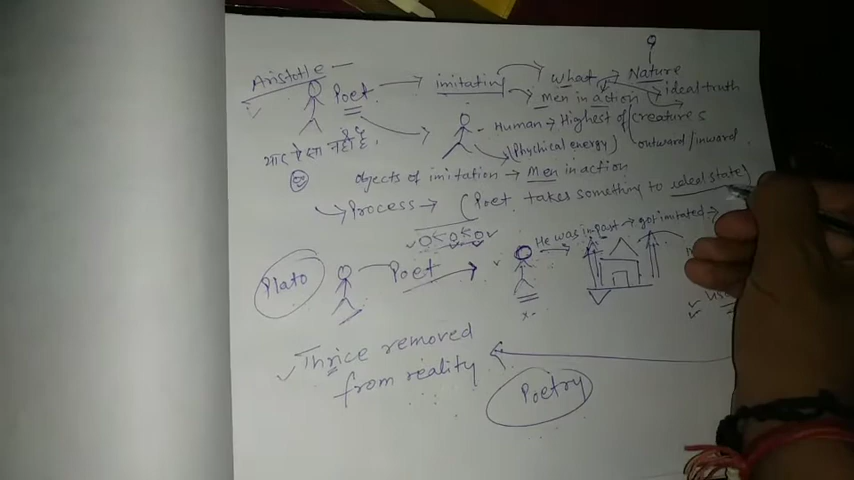 Aristotle —
Poet → imitating → What → Nature
ideal truth
Men in action
Human → Highest of creatures
(Phychical energy) outward/inward
नहीं है.
objects of imitation → Men in action
Process → (Poet takes something to ideal state)
He was in past → got imitated →
Plato Poet
Thrice removed
from reality
Poetry